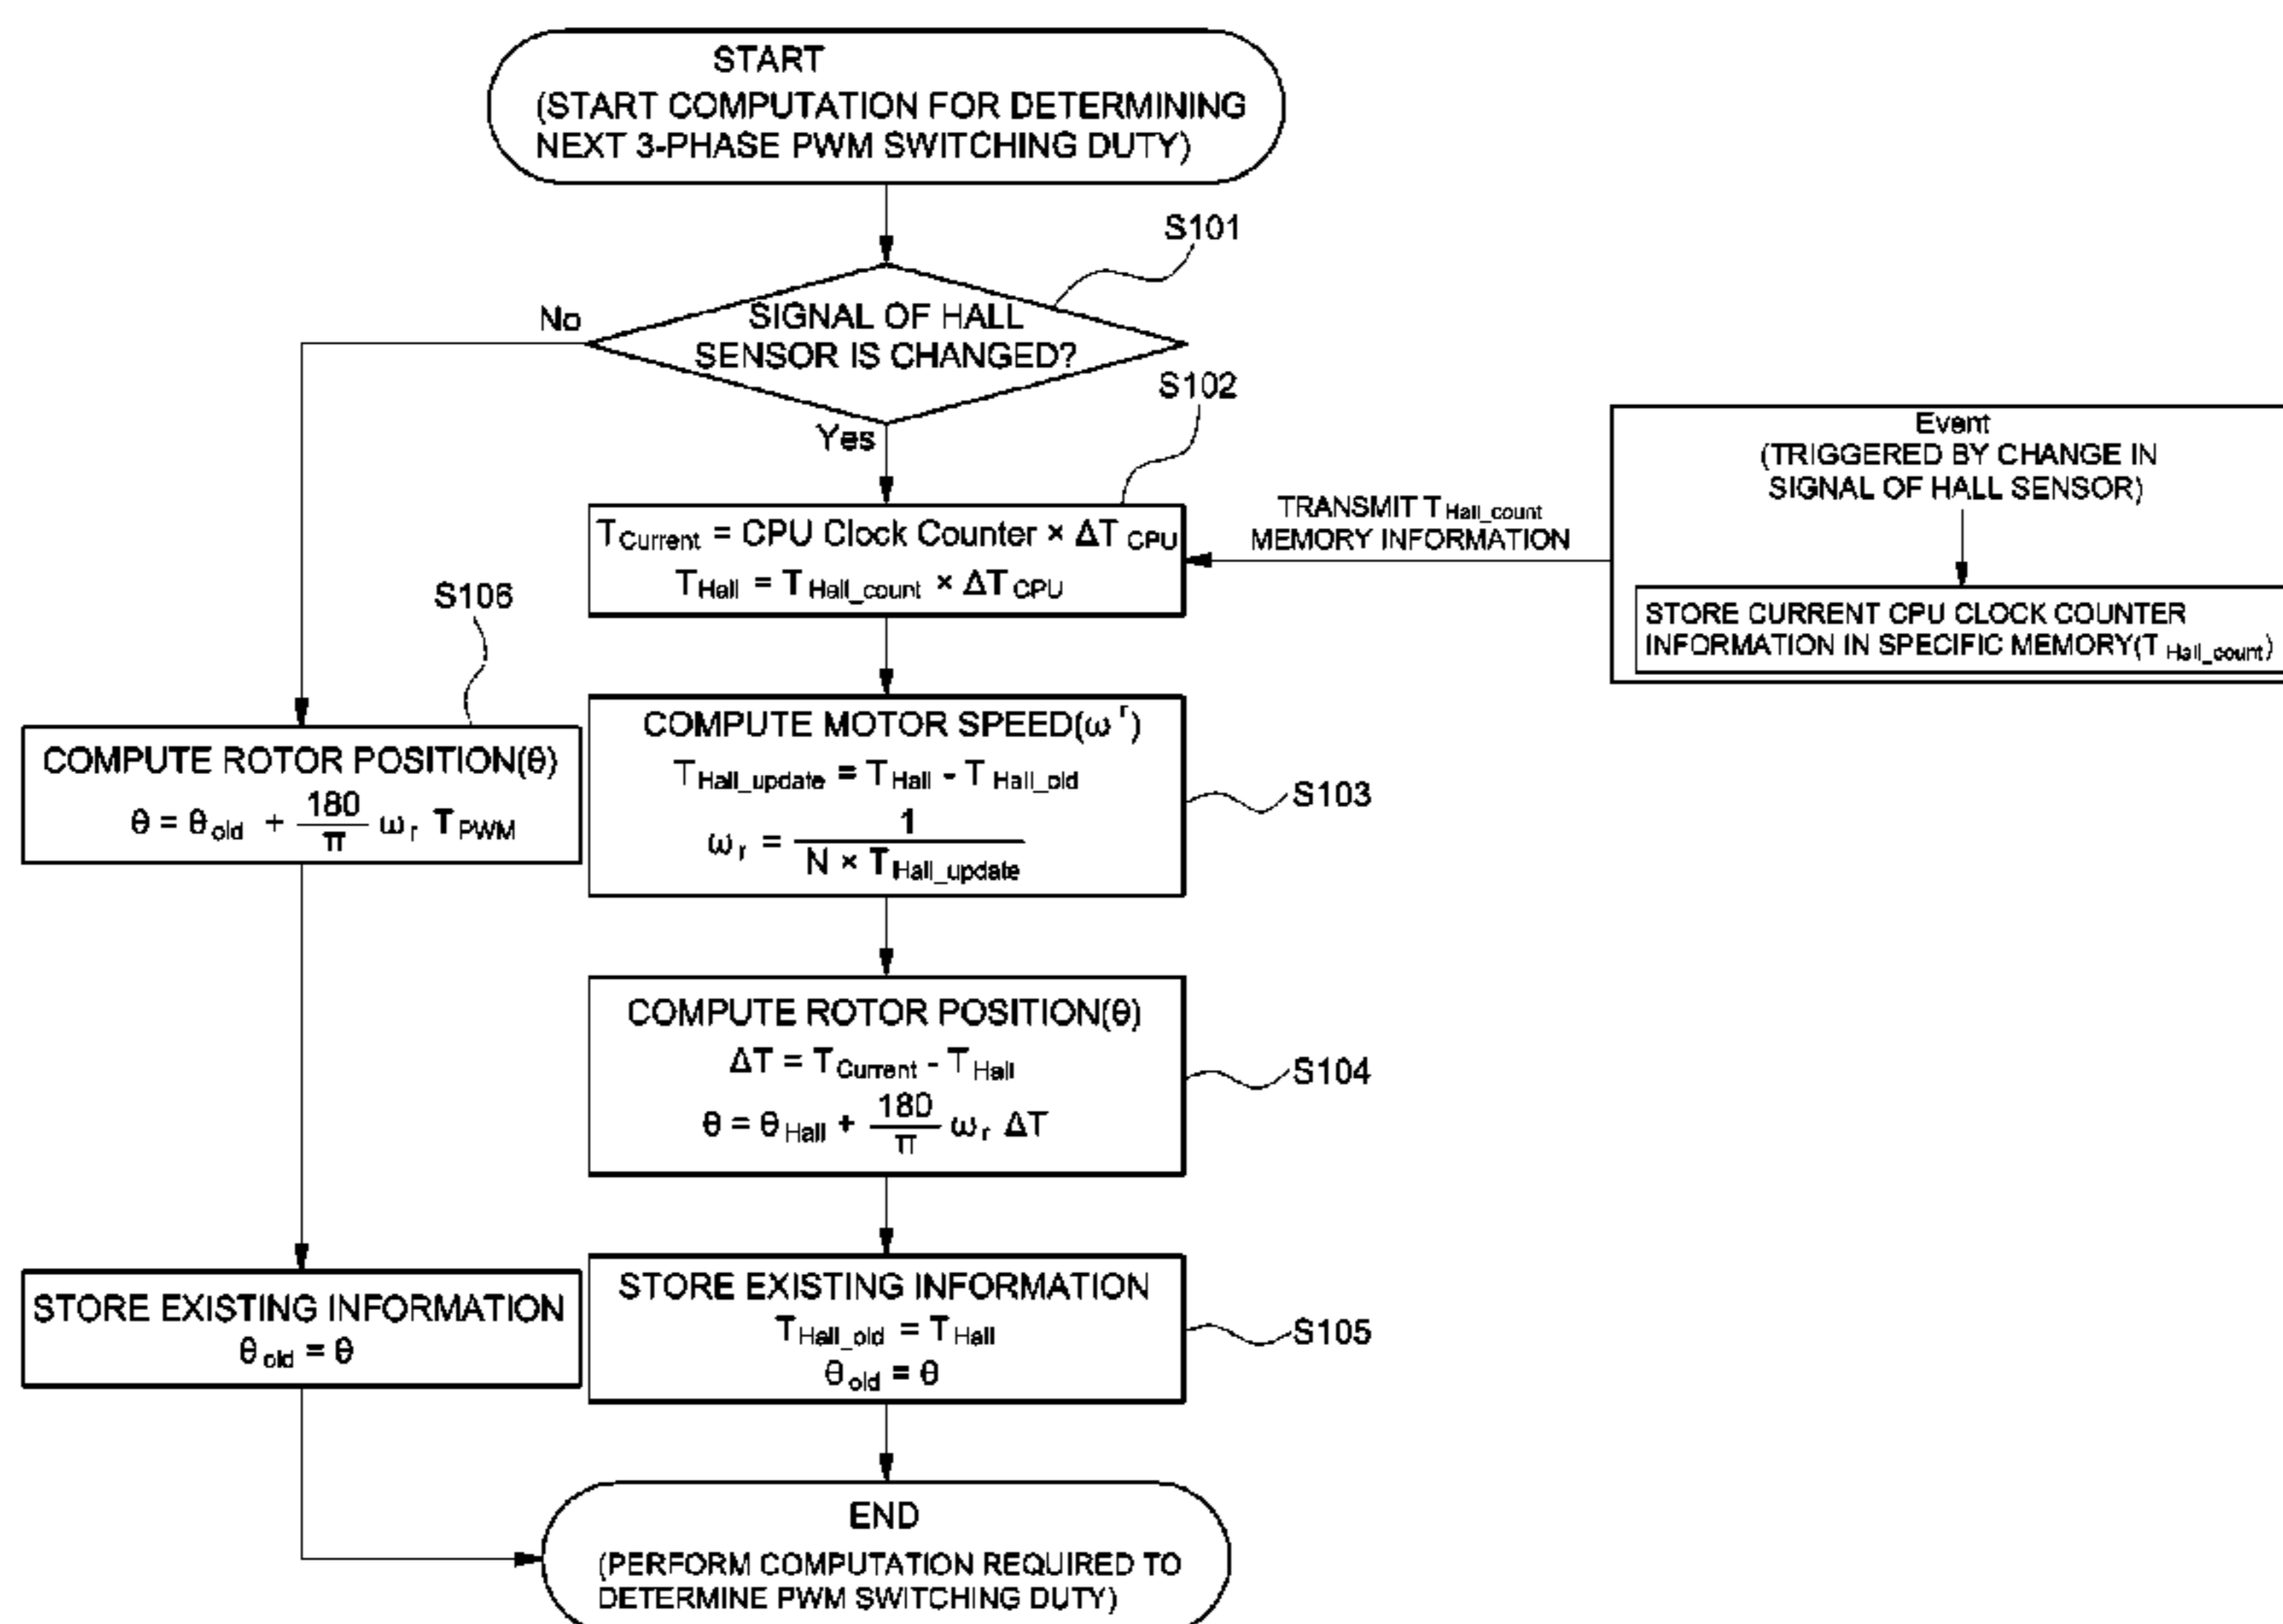 START
(START COMPUTATION FOR DETERMINING
NEXT 3-PHASE PWM SWITCHING DUTY)
S101
No
SIGNAL OF HALL
SENSOR IS CHANGED?
S102
Yes
T Current = CPU Clock Counter × ΔT CPU
T Hall = T Hall_count × ΔT CPU
TRANSMIT T Hall_count
MEMORY INFORMATION
Event
(TRIGGERED BY CHANGE IN
SIGNAL OF HALL SENSOR)
STORE CURRENT CPU CLOCK COUNTER
INFORMATION IN SPECIFIC MEMORY(T Hall_count)
S106
COMPUTE ROTOR POSITION(θ)
θ = θ old + 180/π ω r T PWM
COMPUTE MOTOR SPEED(ω r)
T Hall_update = T Hall - T Hall_old
ω r = 1 / N × T Hall_update
S103
COMPUTE ROTOR POSITION(θ)
ΔT = T Current - T Hall
θ = θ Hall + 180/π ω r ΔT
S104
STORE EXISTING INFORMATION
θ old = θ
STORE EXISTING INFORMATION
T Hall_old = T Hall
θ old = θ
S105
END
(PERFORM COMPUTATION REQUIRED TO
DETERMINE PWM SWITCHING DUTY)